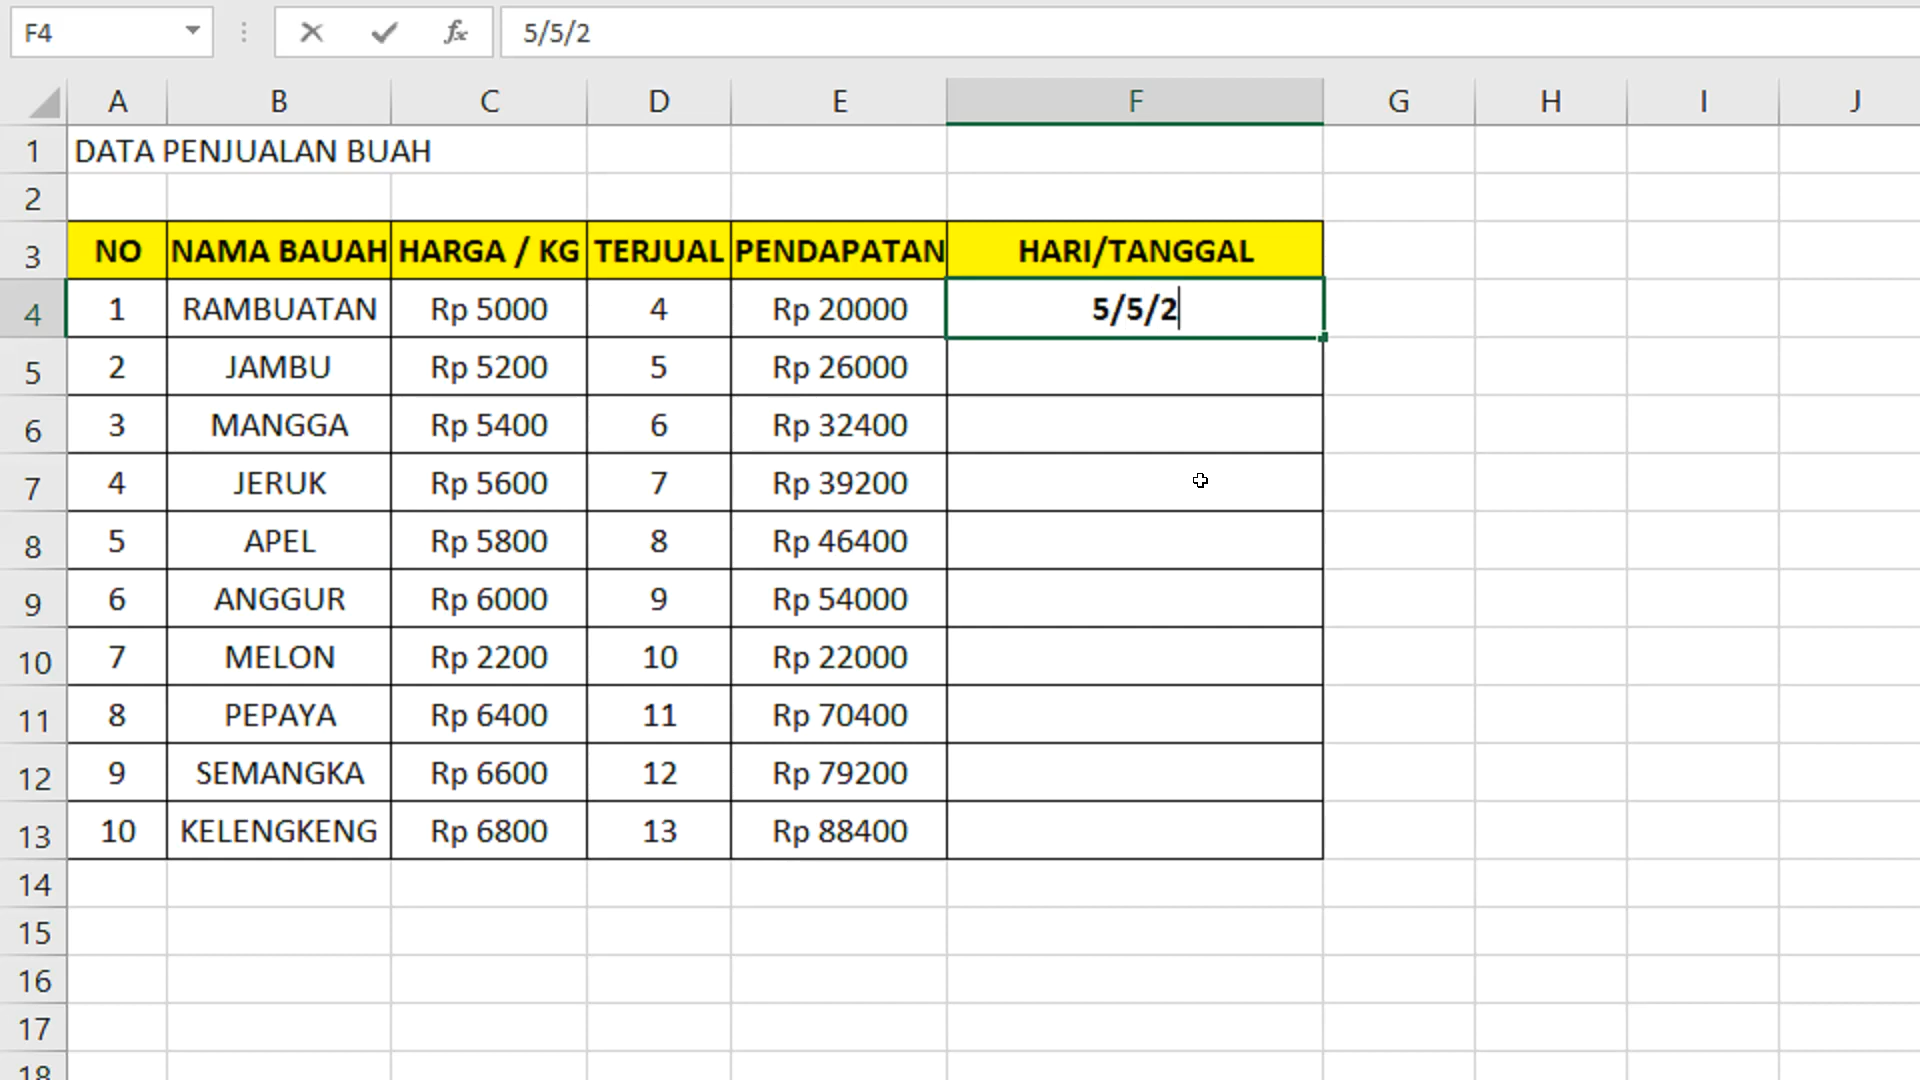 F4 fx 5/5/2
A B C D E F G H I J
1 DATA PENJUALAN BUAH
2
3 NO NAMA BAUAH HARGA / KG TERJUAL PENDAPATAN HARI/TANGGAL
4 1 RAMBUATAN Rp 5000 4 Rp 20000 5/5/2
5 2 JAMBU Rp 5200 5 Rp 26000
6 3 MANGGA Rp 5400 6 Rp 32400
7 4 JERUK Rp 5600 7 Rp 39200
8 5 APEL Rp 5800 8 Rp 46400
9 6 ANGGUR Rp 6000 9 Rp 54000
10 7 MELON Rp 2200 10 Rp 22000
11 8 PEPAYA Rp 6400 11 Rp 70400
12 9 SEMANGKA Rp 6600 12 Rp 79200
13 10 KELENGKENG Rp 6800 13 Rp 88400
14
15
16
17
18